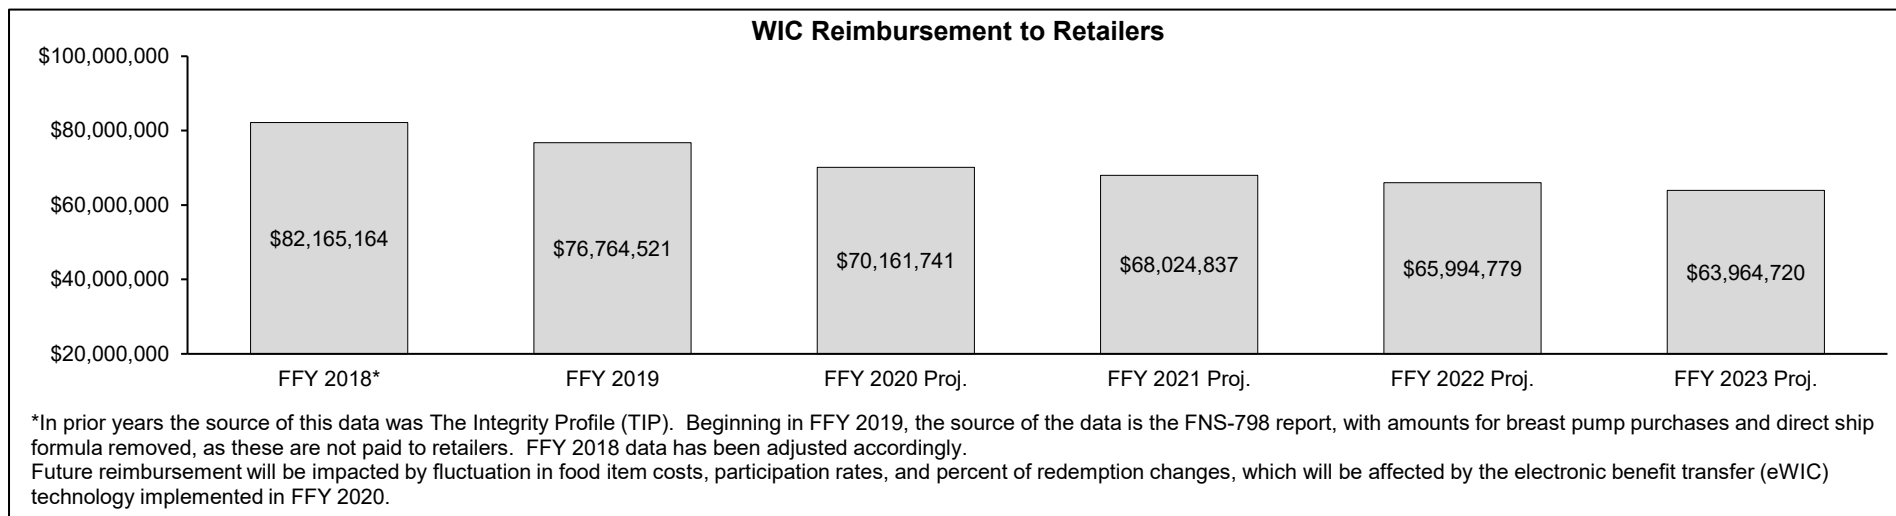 WIC Reimbursement to Retailers
$100,000,000
$80,000,000
$60,000,000
$40,000,000
$20,000,000
$82,165,164
$76,764,521
$70,161,741
$68,024,837
$65,994,779
$63,964,720
FFY 2018*
FFY 2019
FFY 2020 Proj.
FFY 2021 Proj.
FFY 2022 Proj.
FFY 2023 Proj.
*In prior years the source of this data was The Integrity Profile (TIP).  Beginning in FFY 2019, the source of the data is the FNS-798 report, with amounts for breast pump purchases and direct ship
formula removed, as these are not paid to retailers.  FFY 2018 data has been adjusted accordingly.
Future reimbursement will be impacted by fluctuation in food item costs, participation rates, and percent of redemption changes, which will be affected by the electronic benefit transfer (eWIC)
technology implemented in FFY 2020.